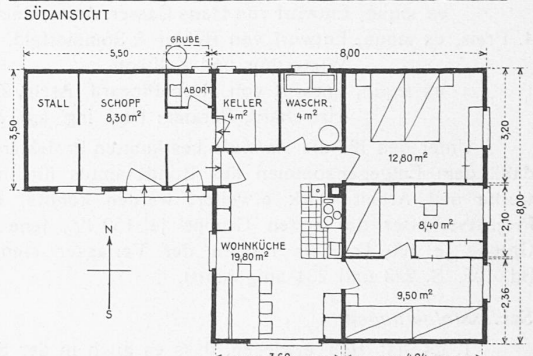 SÜDANSICHT
GRUBE
5,50
8,00
STALL
SCHOPF
8,30 m²
ABORT
KELLER
4 m²
WASCHR.
4 m²
12,80 m²
3,50
3,20
8,00
8,40 m²
2,10
WOHNKÜCHE
19,80 m²
N
S
9,50 m²
2,36